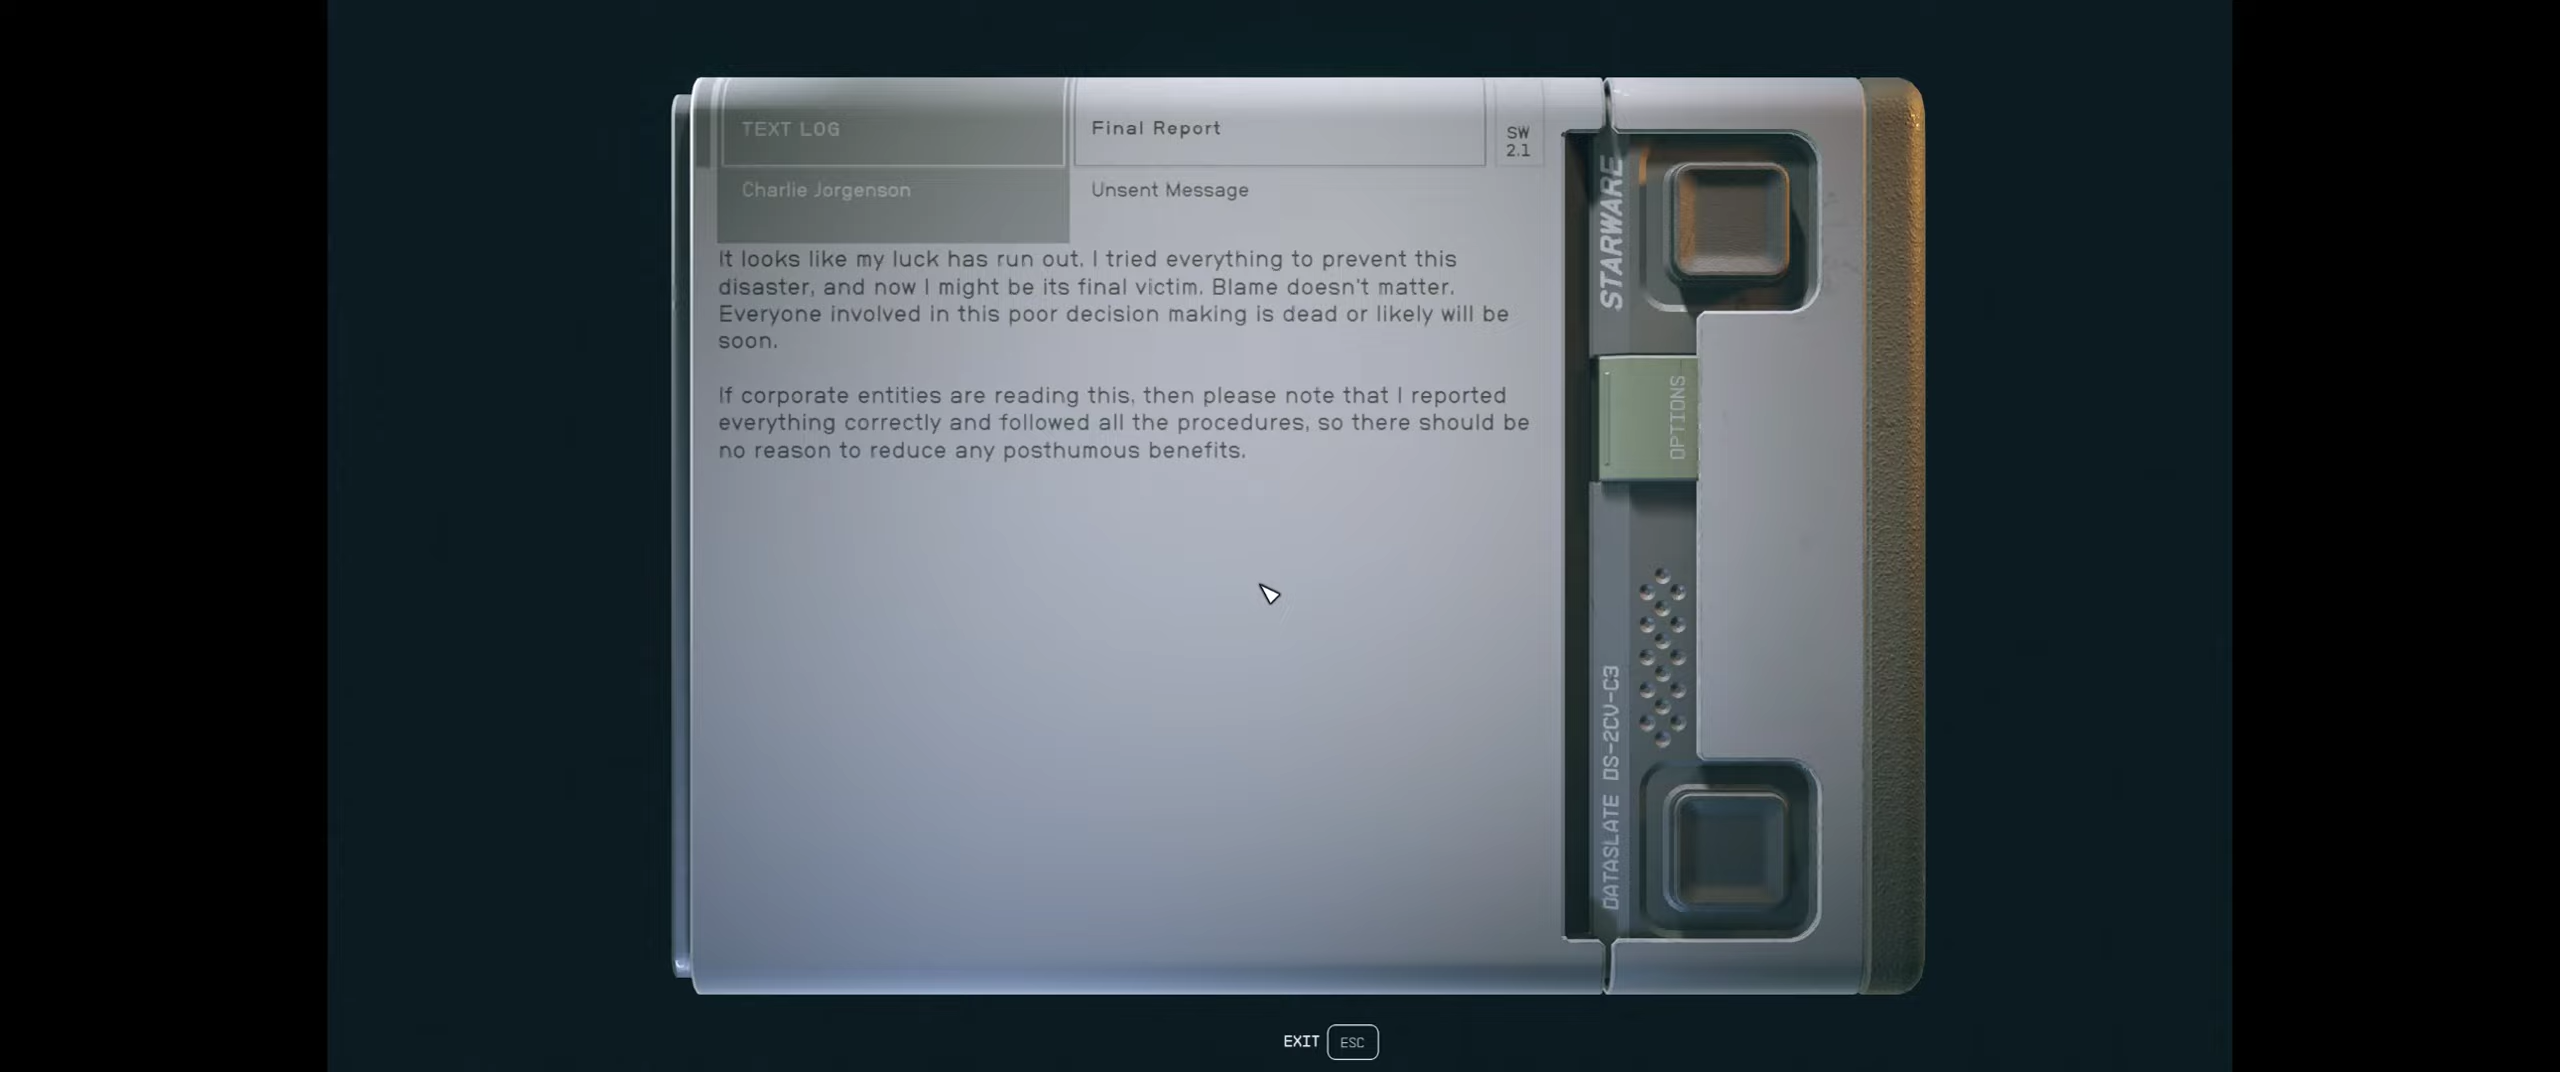 TEXT LOG
Final Report
SW
2.1
Charlie Jorgenson
Unsent Message
It looks like my luck has run out. I tried everything to prevent this
disaster, and now I might be its final victim. Blame doesn't matter.
Everyone involved in this poor decision making is dead or likely will be
soon.
If corporate entities are reading this, then please note that I reported
everything correctly and followed all the procedures, so there should be
no reason to reduce any posthumous benefits.
STARWARE
OPTIONS
DATASLATE DS-2CV-C3
EXIT ESC